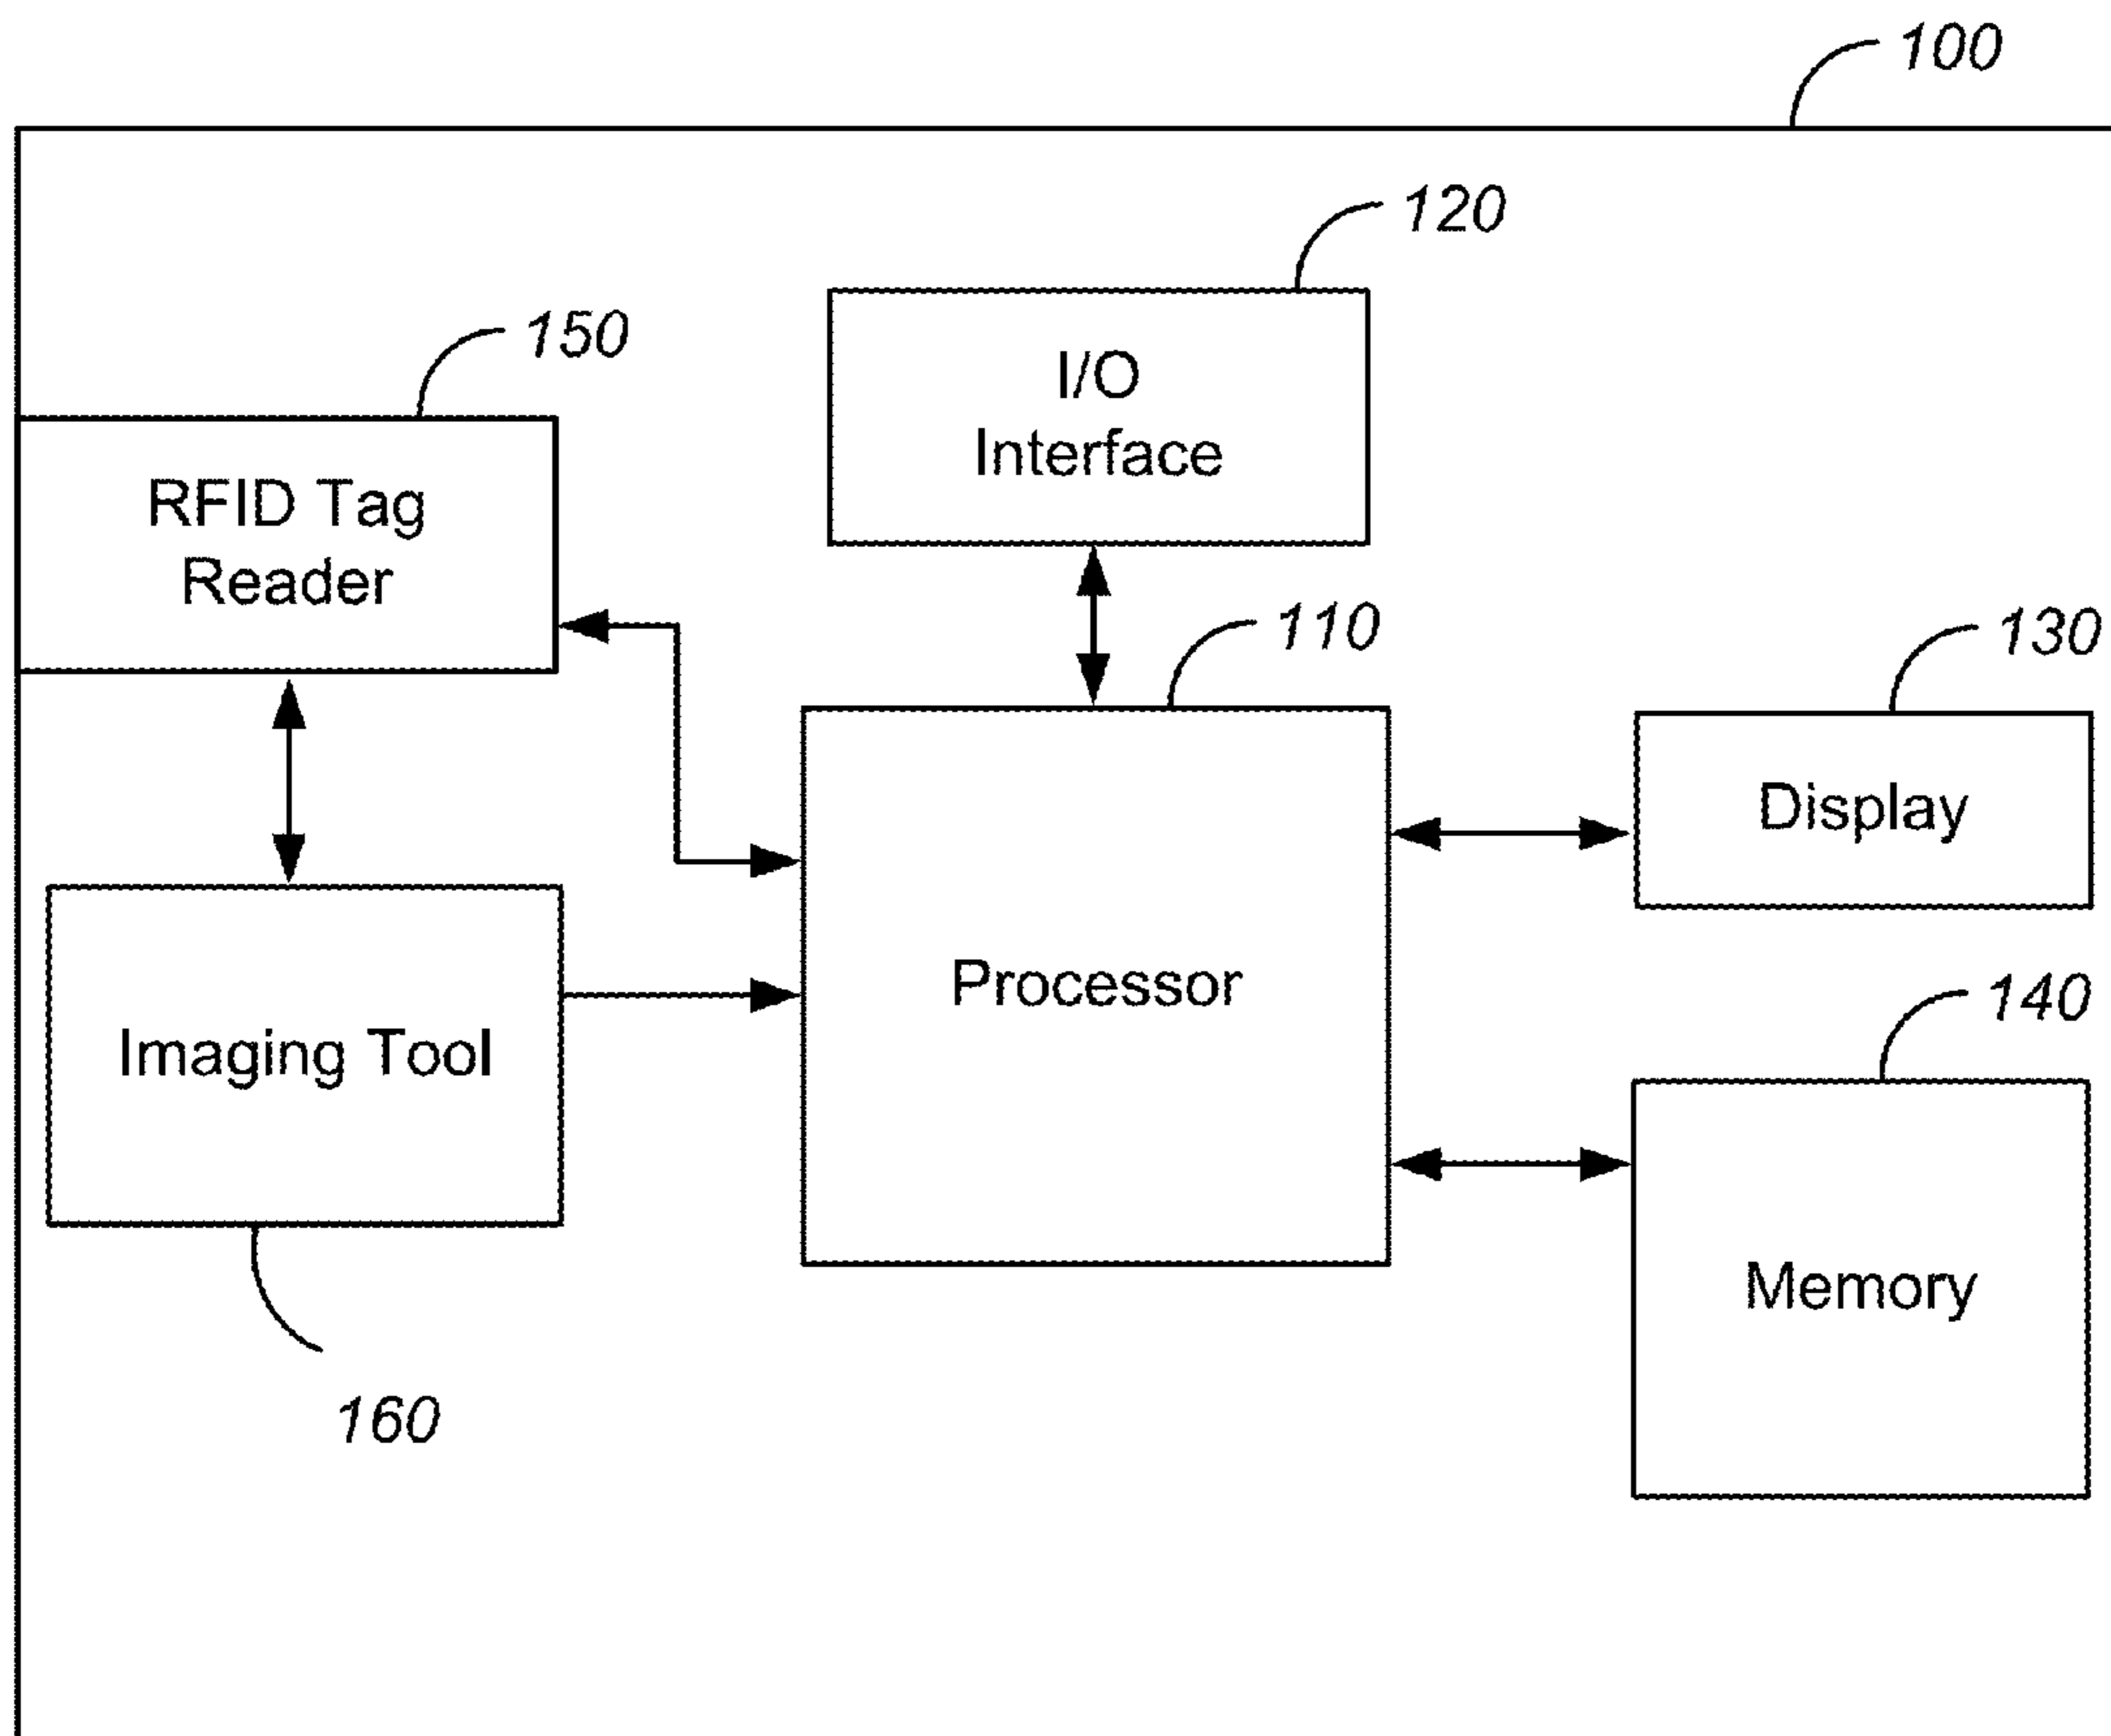 100
120
150
I/O
Interface
RFID Tag
Reader
110
130
Display
Processor
140
Imaging Tool
Memory
160